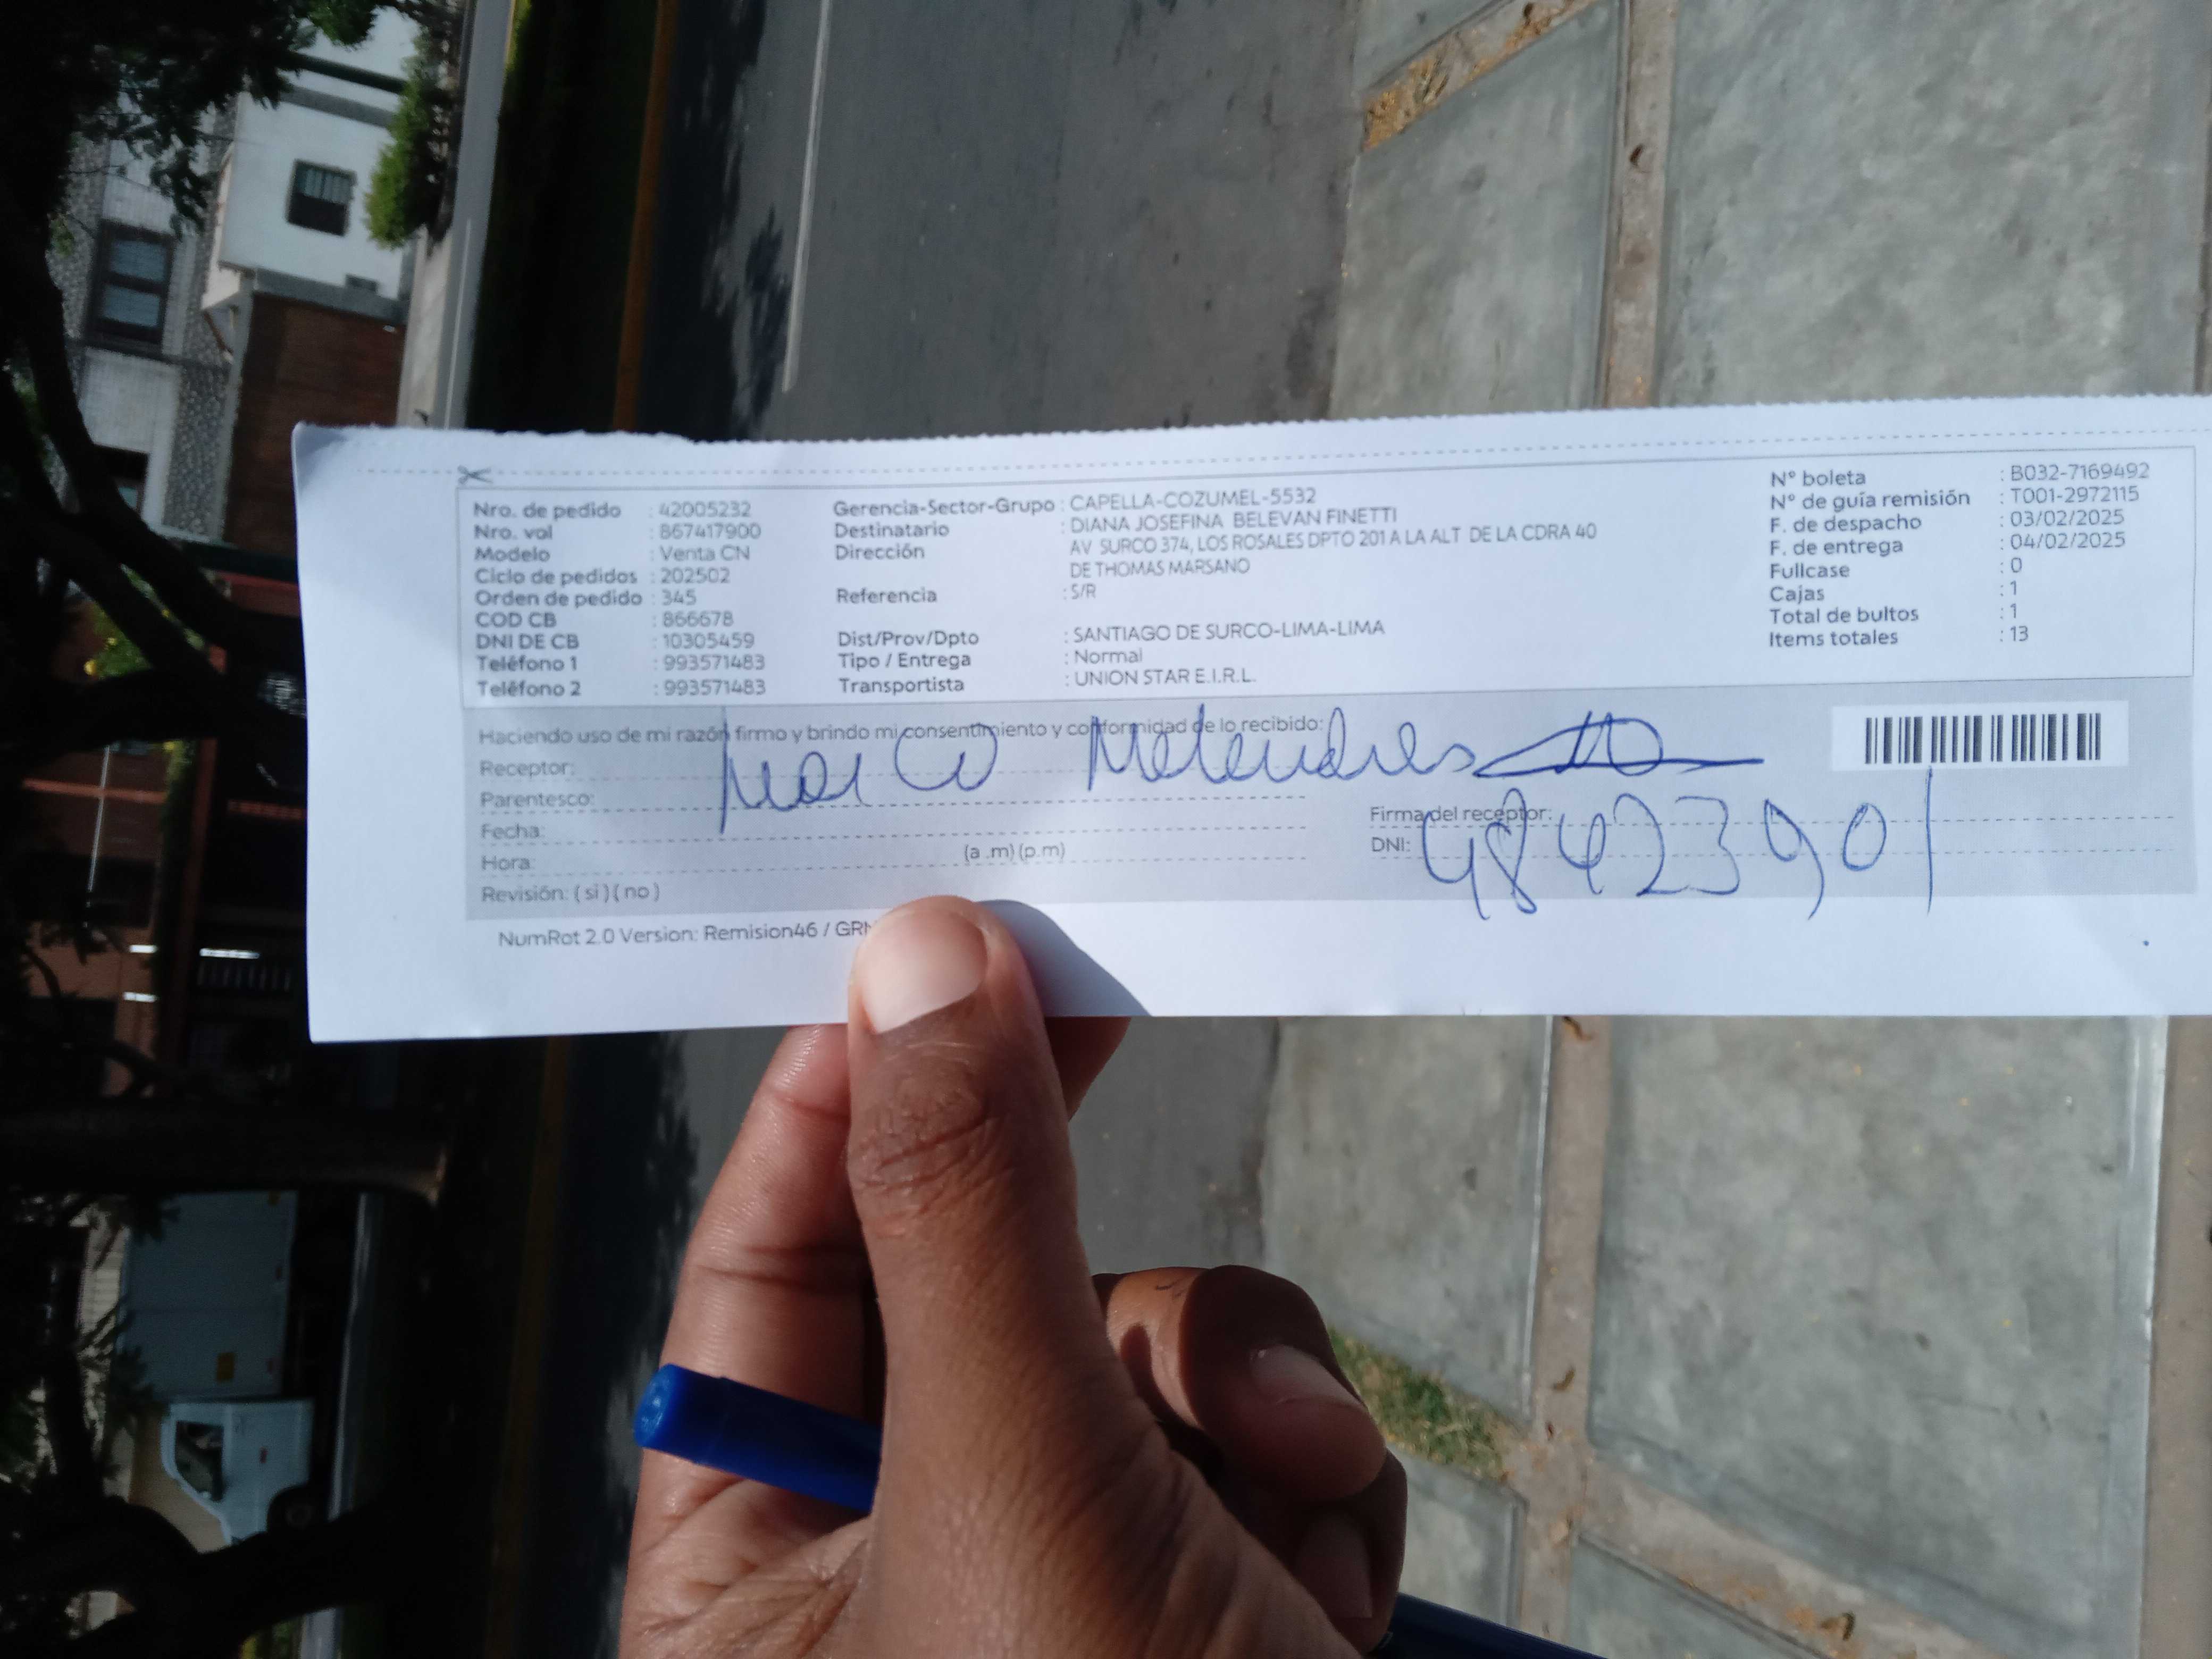 Nro. de pedido : 42005232
Nro. vol : 867417900
Modelo : Venta CN
Ciclo de pedidos : 202502
Orden de pedido : 345
COD CB : 866678
DNI DE CB : 10305459
Teléfono 1 : 993571483
Teléfono 2 : 993571483
Gerencia-Sector-Grupo : CAPELLA-COZUMEL-5532
Destinatario : DIANA JOSEFINA BELEVAN FINETTI
Dirección AV SURCO 374, LOS ROSALES DPTO 201 A LA ALT DE LA CDRA 40
DE THOMAS MARSANO
Referencia : S/R
Dist/Prov/Dpto : SANTIAGO DE SURCO-LIMA-LIMA
Tipo / Entrega : Normal
Transportista : UNION STAR E.I.R.L.
N° boleta : B032-7169492
N° de guía remisión : T001-2972115
F. de despacho : 03/02/2025
F. de entrega : 04/02/2025
Fullcase : 0
Cajas : 1
Total de bultos : 1
Items totales : 13
Haciendo uso de mi razón firmo y brindo mi consentimiento y conformidad de lo recibido:
Receptor: Marco Melendres
Parentesco:
Fecha:
Hora: (a .m) (p.m)
Revisión: ( si ) ( no )
Firma del receptor:
DNI: 48423901
NumRot 2.0 Version: Remision46 /